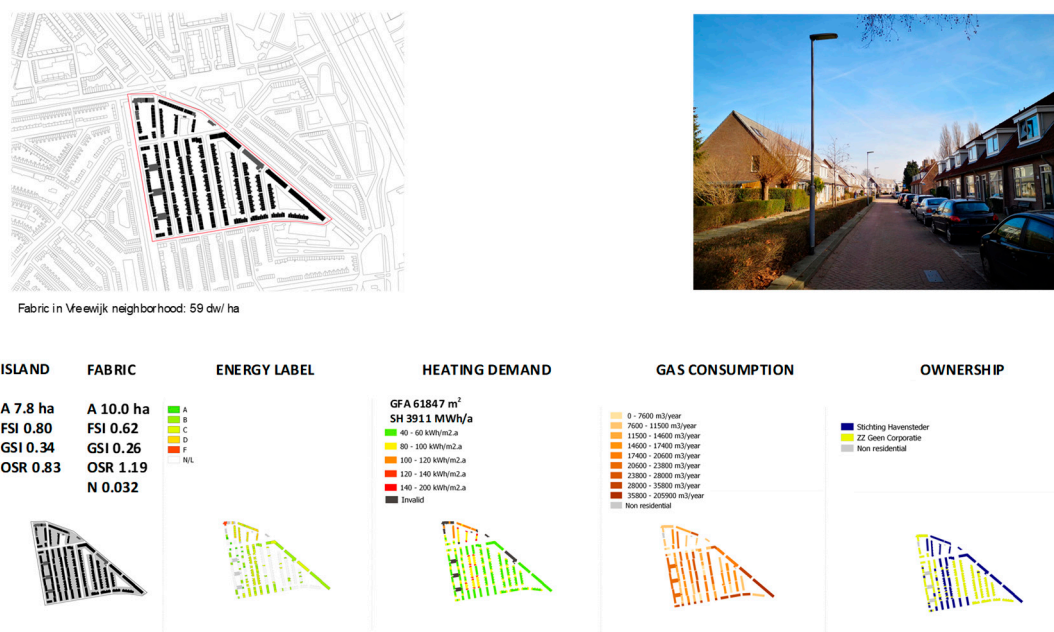 Fabric in Vreewijk neighborhood: 59 dw/ ha
ISLAND
A 7.8 ha
FSI 0.80
GSI 0.34
OSR 0.83
FABRIC
A 10.0 ha
FSI 0.62
GSI 0.26
OSR 1.19
N 0.032
ENERGY LABEL
A
B
C
D
F
N/L
HEATING DEMAND
GFA 61847 m²
SH 3911 MWh/a
40 - 60 kWh/m2.a
80 - 100 kWh/m2.a
100 - 120 kWh/m2.a
120 - 140 kWh/m2.a
140 - 200 kWh/m2.a
Invalid
GAS CONSUMPTION
0 - 7600 m3/year
7600 - 11500 m3/year
11500 - 14600 m3/year
14600 - 17400 m3/year
17400 - 20600 m3/year
20600 - 23800 m3/year
23800 - 28000 m3/year
28000 - 35800 m3/year
35800 - 205900 m3/year
Non residential
OWNERSHIP
Stichting Havensteder
ZZ Geen Corporatie
Non residential